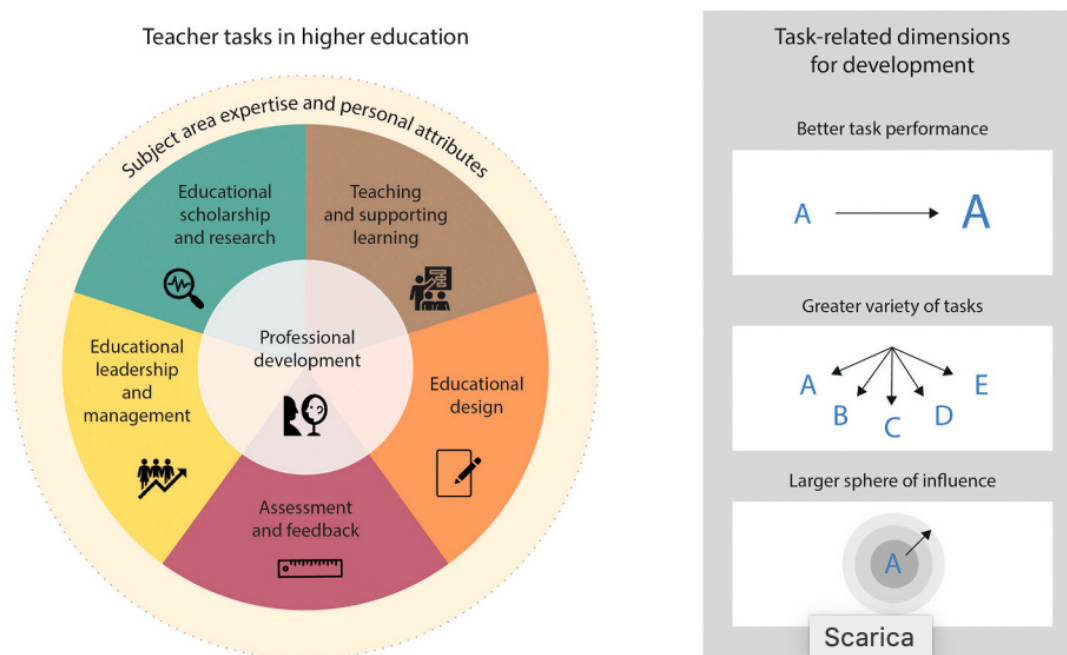 Teacher tasks in higher education
Subject area expertise and personal attributes
Educational
scholarship
and research
Teaching
and supporting
learning
Educational
leadership
and
management
Professional
development
Educational
design
Assessment
and feedback
Task-related dimensions
for development
Better task performance
A
A
Greater variety of tasks
A
B
C
D
E
Larger sphere of influence
A
Scarica